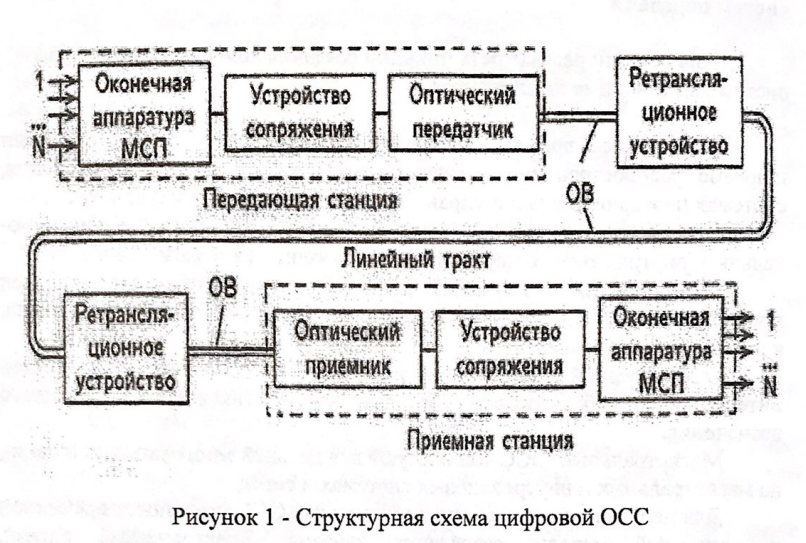 1
...
N
Оконечная
аппаратура
МСП
Устройство
сопряжения
Оптический
передатчик
Ретрансля-
ционное
устройство
Передающая станция
ОВ
Линейный тракт
Ретрансля-
ционное
устройство
ОВ
Оптический
приемник
Устройство
сопряжения
Оконечная
аппаратура
МСП
1
...
N
Приемная станция
Рисунок 1 - Структурная схема цифровой ОСС